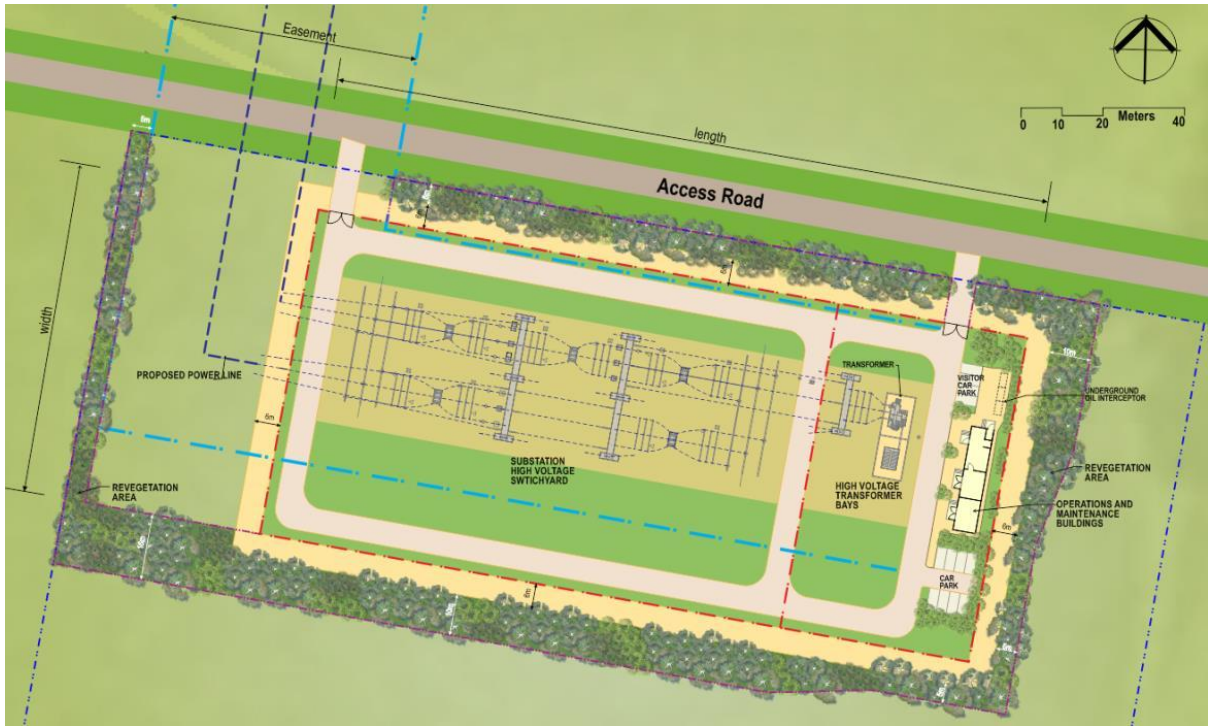 Easement
length
Access Road
0 10 20 Meters 40
6m
width
6m
PROPOSED POWER LINE
6m
TRANSFORMER
VISITOR
CAR
PARK
10m
UNDERGROUND
OIL INTERCEPTOR
SUBSTATION
HIGH VOLTAGE
SWTICHYARD
HIGH VOLTAGE
TRANSFORMER
BAYS
REVEGETATION
AREA
REVEGETATION
AREA
OPERATIONS AND
MAINTENANCE
BUILDINGS
6m
CAR
PARK
6m